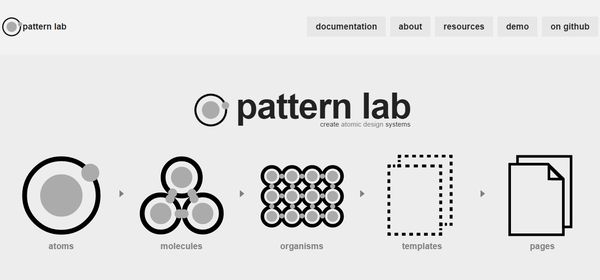 pattern lab
documentation
about
resources
demo
on github
pattern lab
create atomic design systems
atoms
molecules
organisms
templates
pages